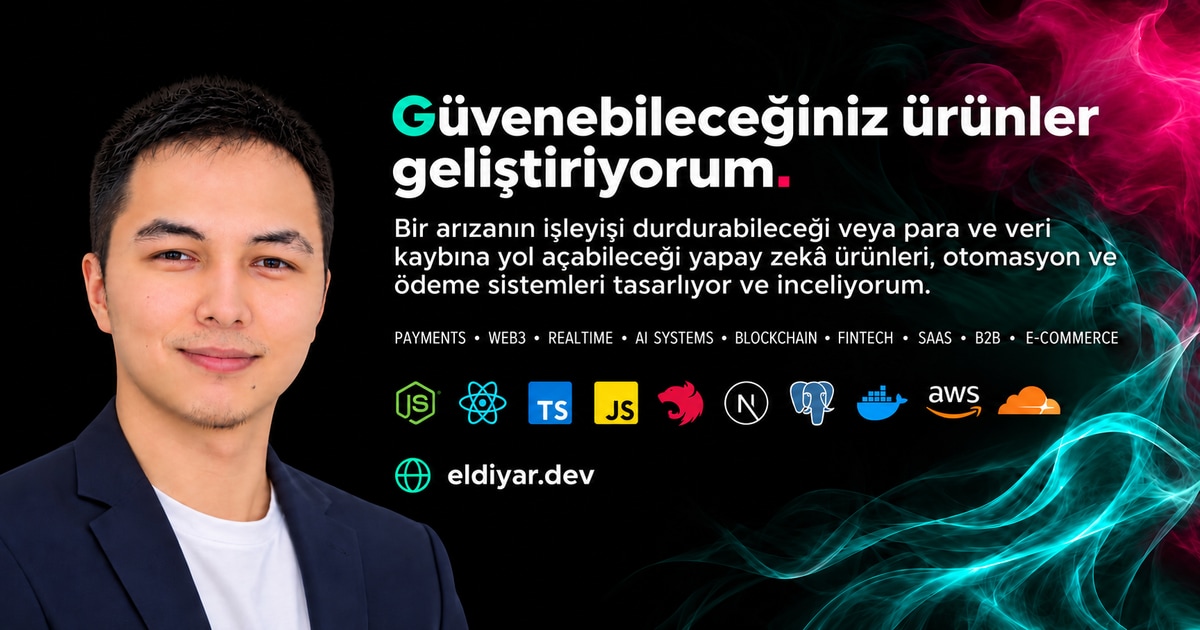 Güvenebileceğiniz ürünler
geliştiriyorum.
Bir arızanın işleyişi durdurabileceği veya para ve veri
kaybına yol açabileceği yapay zekâ ürünleri, otomasyon ve
ödeme sistemleri tasarlıyor ve inceliyorum.
PAYMENTS • WEB3 • REALTIME • AI SYSTEMS • BLOCKCHAIN • FINTECH • SAAS • B2B • E-COMMERCE
JS TS JS N aws
eldiyar.dev